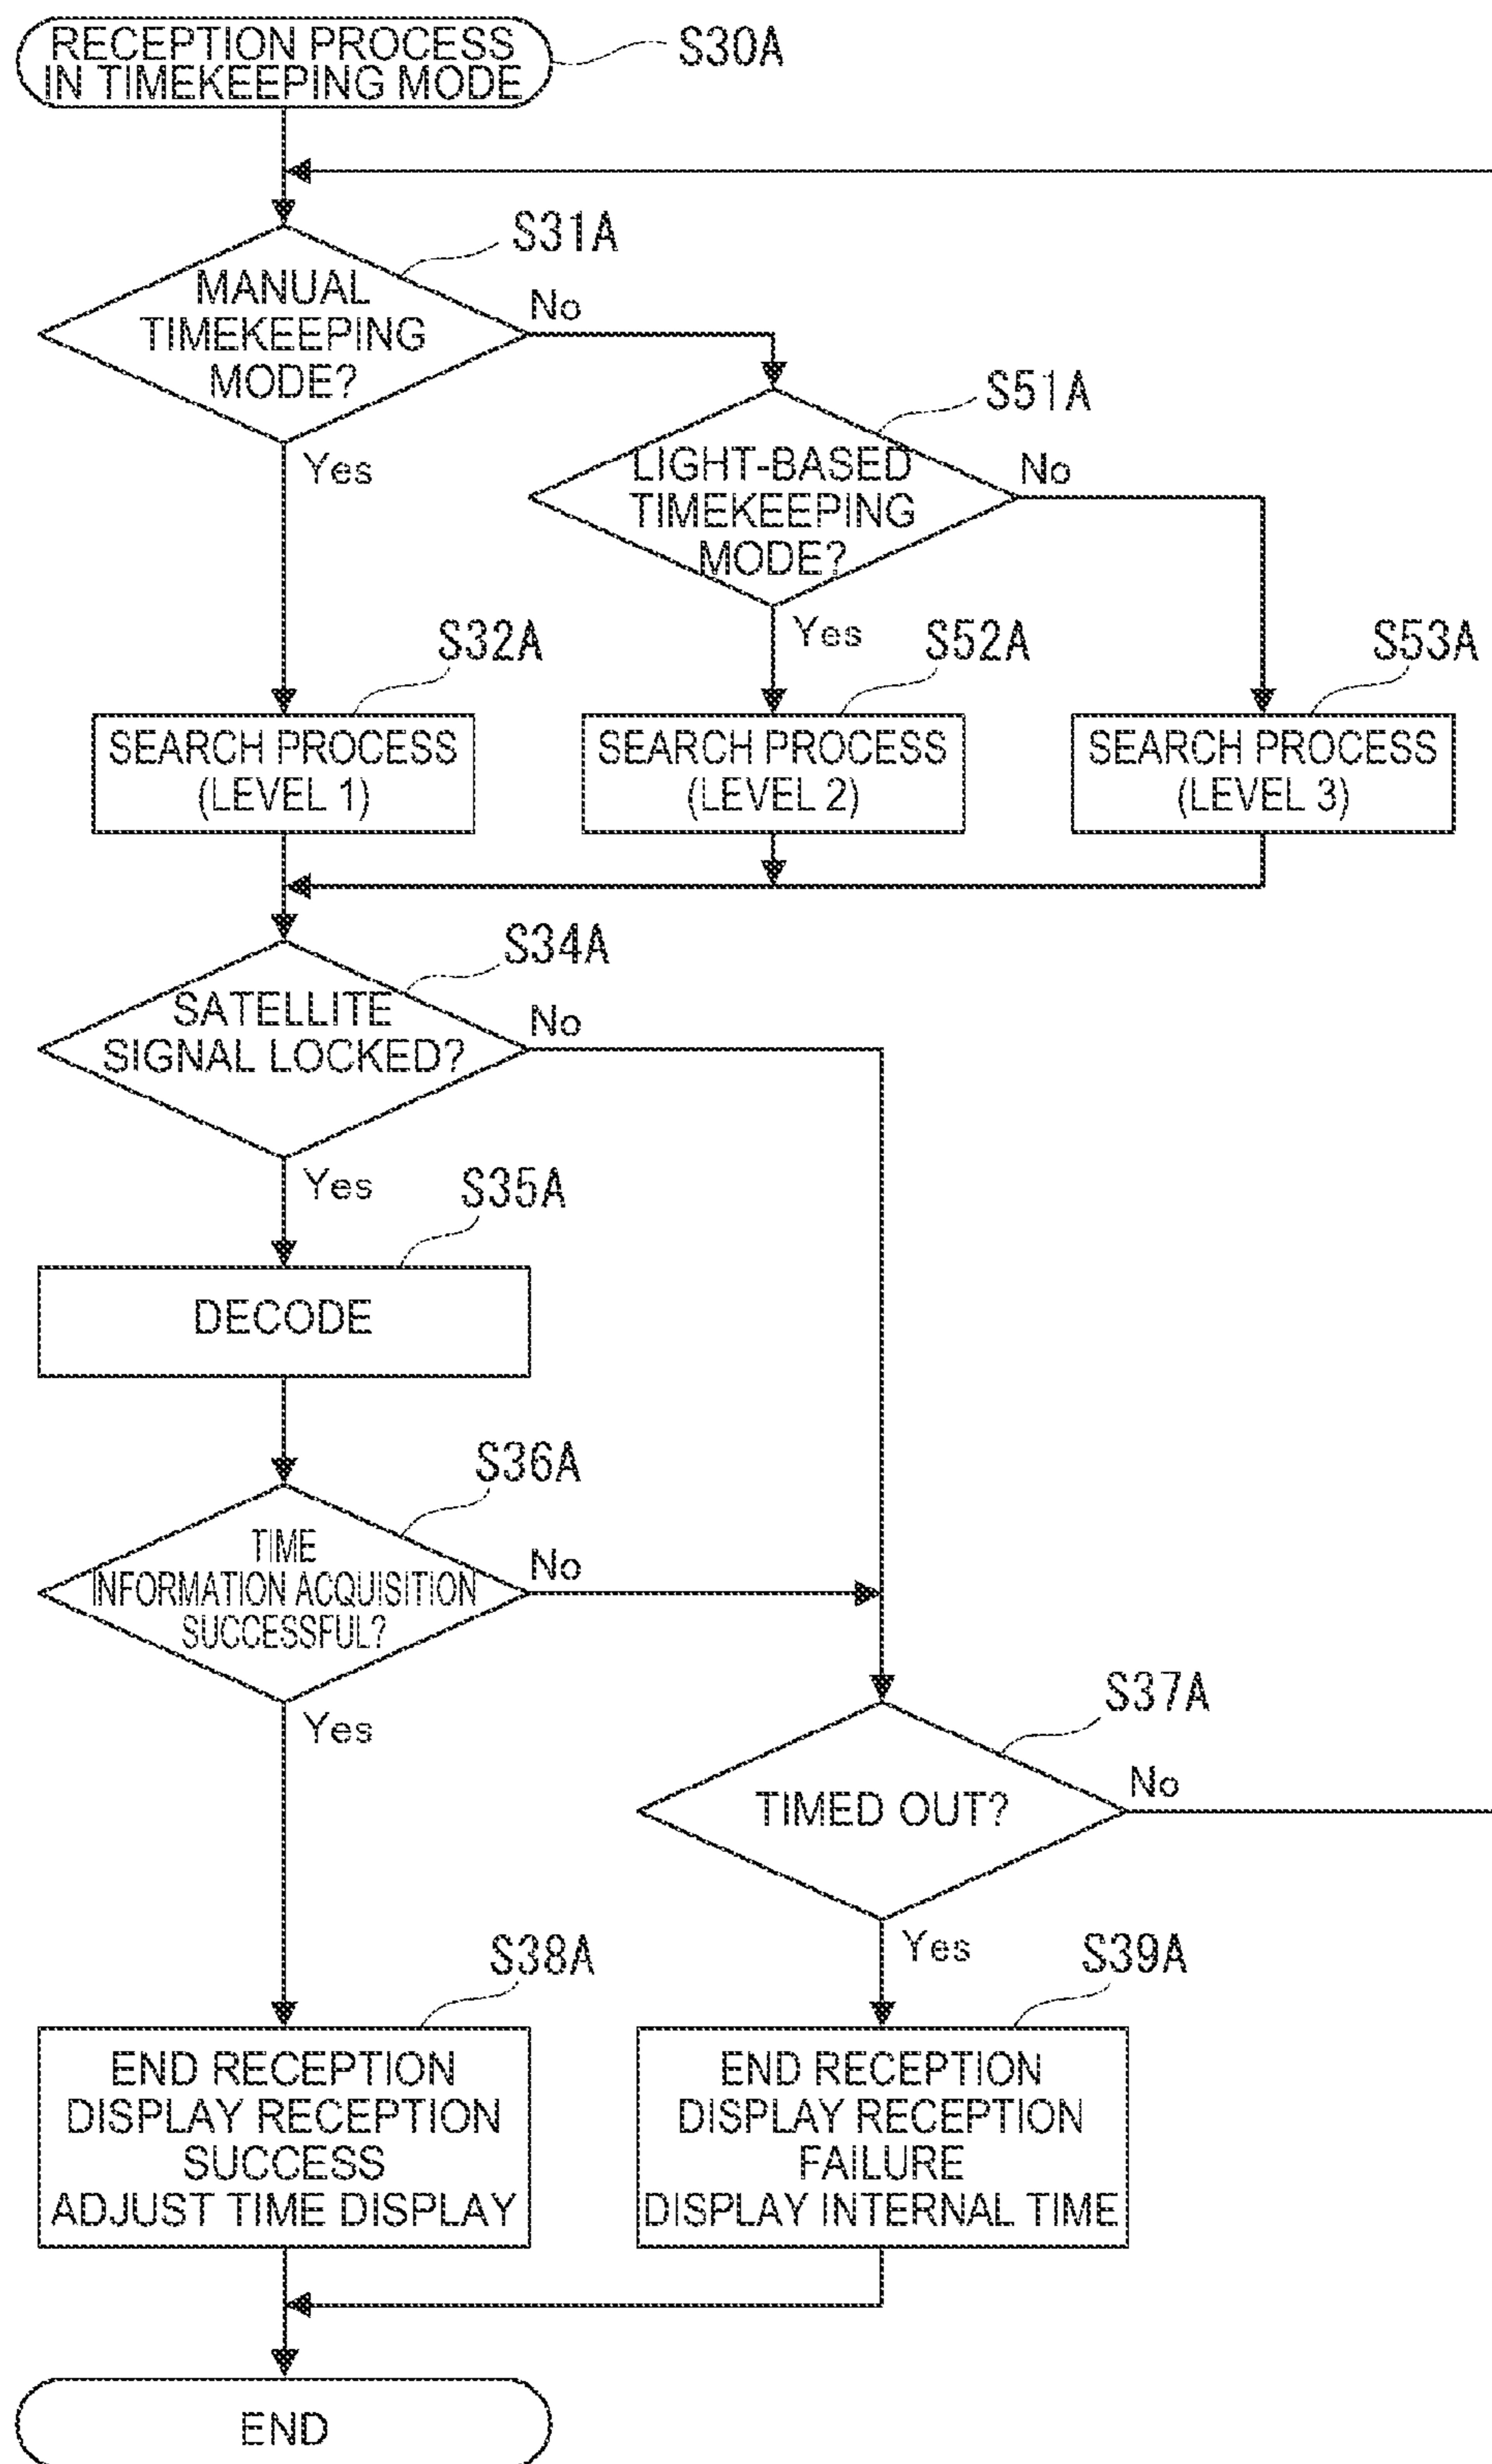 RECEPTION PROCESS
IN TIMEKEEPING MODE
S30A
S31A
MANUAL
TIMEKEEPING
MODE?
No
Yes
S51A
LIGHT-BASED
TIMEKEEPING
MODE?
No
Yes
S32A
SEARCH PROCESS
(LEVEL 1)
S52A
SEARCH PROCESS
(LEVEL 2)
S53A
SEARCH PROCESS
(LEVEL 3)
S34A
SATELLITE
SIGNAL LOCKED?
No
Yes
S35A
DECODE
S36A
TIME
INFORMATION ACQUISITION
SUCCESSFUL?
No
Yes
S37A
TIMED OUT?
No
Yes
S38A
END RECEPTION
DISPLAY RECEPTION
SUCCESS
ADJUST TIME DISPLAY
S39A
END RECEPTION
DISPLAY RECEPTION
FAILURE
DISPLAY INTERNAL TIME
END